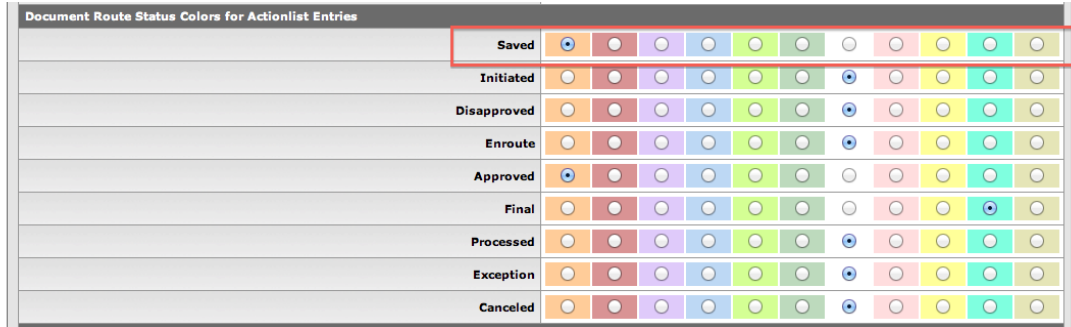 Document Route Status Colors for Actionlist Entries
Saved
Initiated
Disapproved
Enroute
Approved
Final
Processed
Exception
Canceled